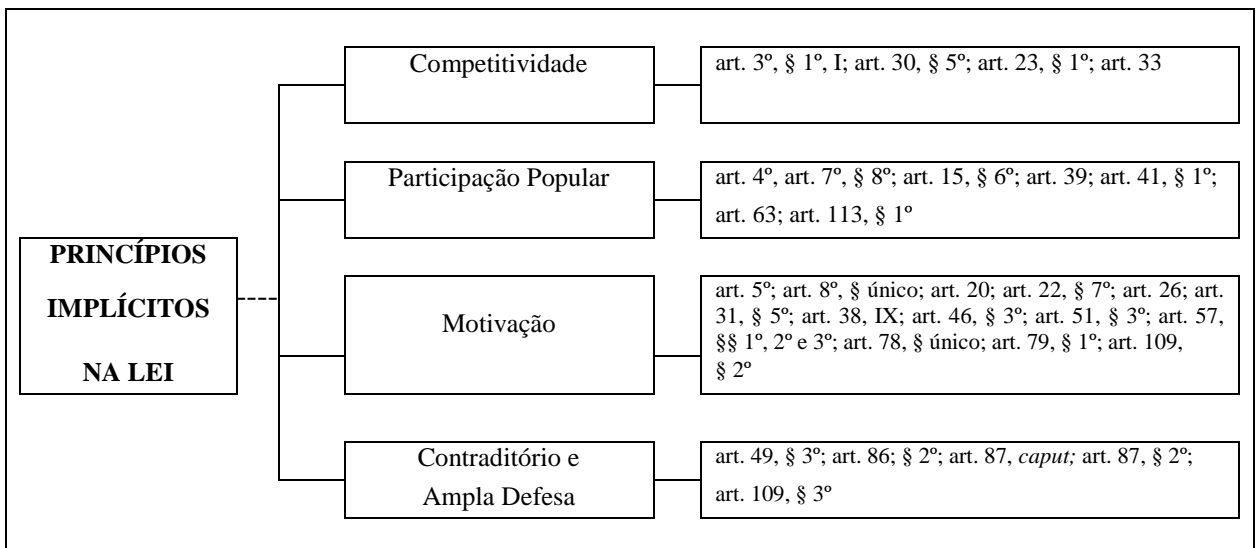 PRINCÍPIOS
IMPLÍCITOS
NA LEI
Competitividade
art. 3º, § 1º, I; art. 30, § 5º; art. 23, § 1º; art. 33
Participação Popular
art. 4º, art. 7º, § 8º; art. 15, § 6º; art. 39; art. 41, § 1º;
art. 63; art. 113, § 1º
Motivação
art. 5º; art. 8º, § único; art. 20; art. 22, § 7º; art. 26; art.
31, § 5º; art. 38, IX; art. 46, § 3º; art. 51, § 3º; art. 57,
§§ 1º, 2º e 3º; art. 78, § único; art. 79, § 1º; art. 109,
§ 2º
Contraditório e
Ampla Defesa
art. 49, § 3º; art. 86; § 2º; art. 87, caput; art. 87, § 2º;
art. 109, § 3º